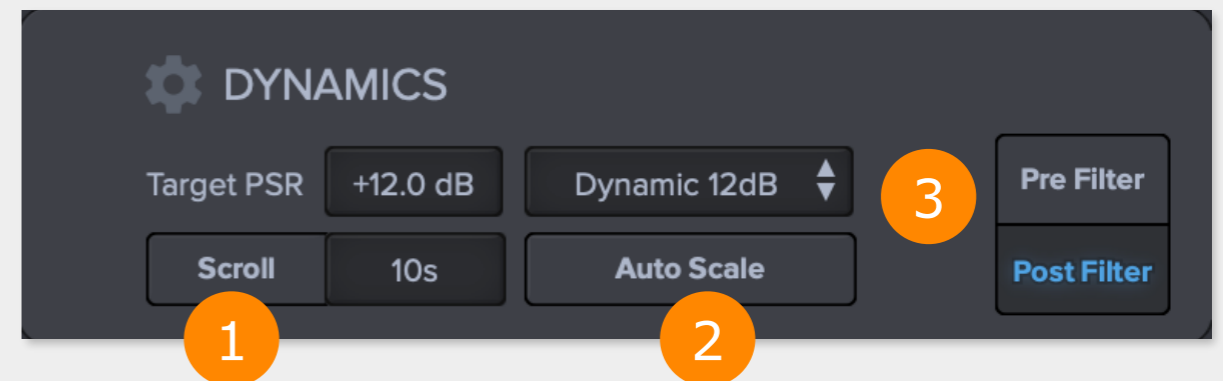 DYNAMICS
Target PSR +12.0 dB Dynamic 12dB 3 Pre Filter
Scroll 10s Auto Scale Post Filter
1 2